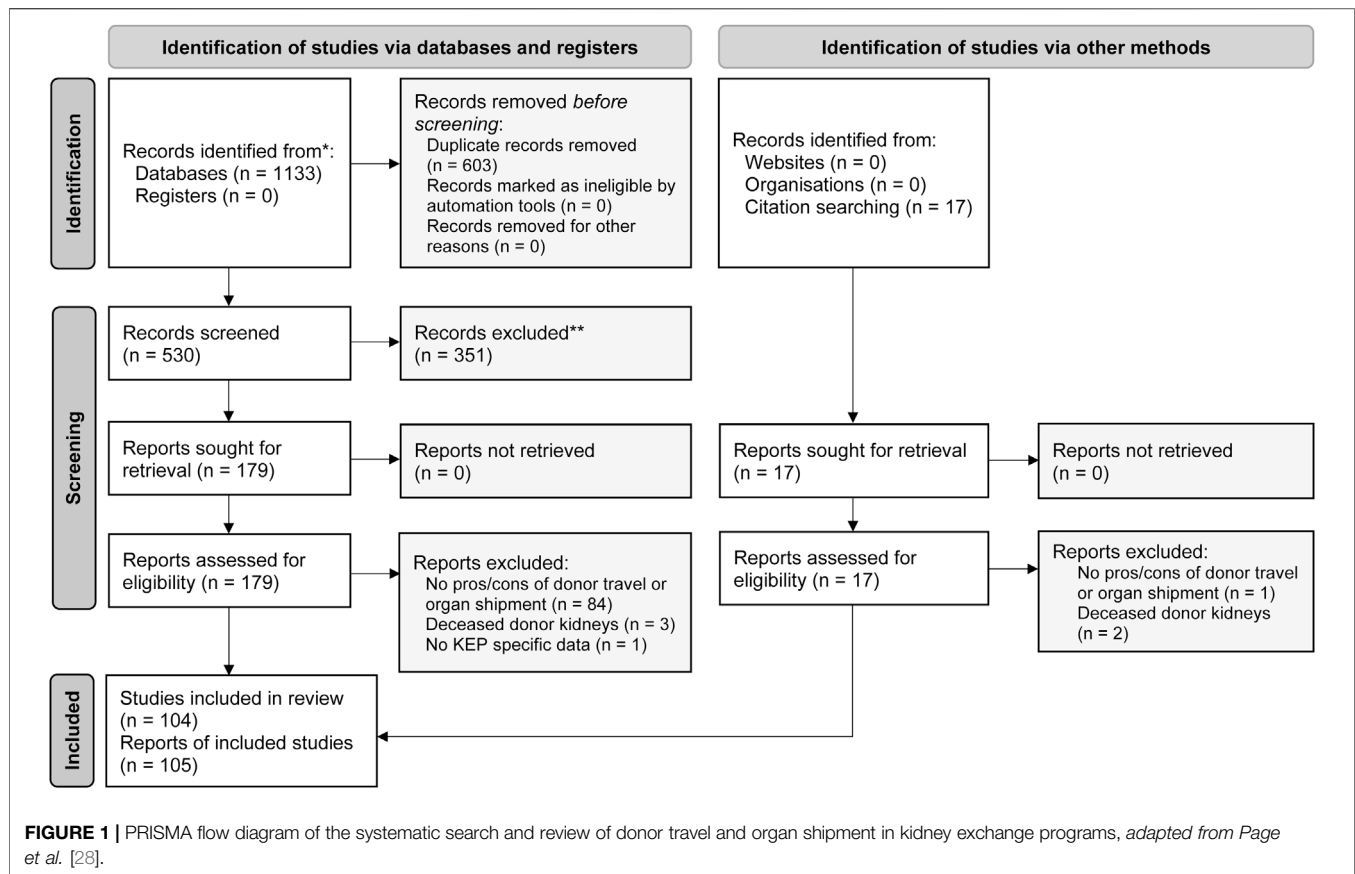 Identification of studies via databases and registers
Identification of studies via other methods
Identification
Records identified from*:
Databases (n = 1133)
Registers (n = 0)
Records removed before
screening:
Duplicate records removed
(n = 603)
Records marked as ineligible by
automation tools (n = 0)
Records removed for other
reasons (n = 0)
Records identified from:
Websites (n = 0)
Organisations (n = 0)
Citation searching (n = 17)
Screening
Records screened
(n = 530)
Records excluded**
(n = 351)
Reports sought for
retrieval (n = 179)
Reports not retrieved
(n = 0)
Reports sought for retrieval
(n = 17)
Reports not retrieved
(n = 0)
Reports assessed for
eligibility (n = 179)
Reports excluded:
No pros/cons of donor travel or
organ shipment (n = 84)
Deceased donor kidneys (n = 3)
No KEP specific data (n = 1)
Reports assessed for
eligibility (n = 17)
Reports excluded:
No pros/cons of donor travel
or organ shipment (n = 1)
Deceased donor kidneys
(n = 2)
Included
Studies included in review
(n = 104)
Reports of included studies
(n = 105)
FIGURE 1 | PRISMA flow diagram of the systematic search and review of donor travel and organ shipment in kidney exchange programs, adapted from Page
et al. [28].